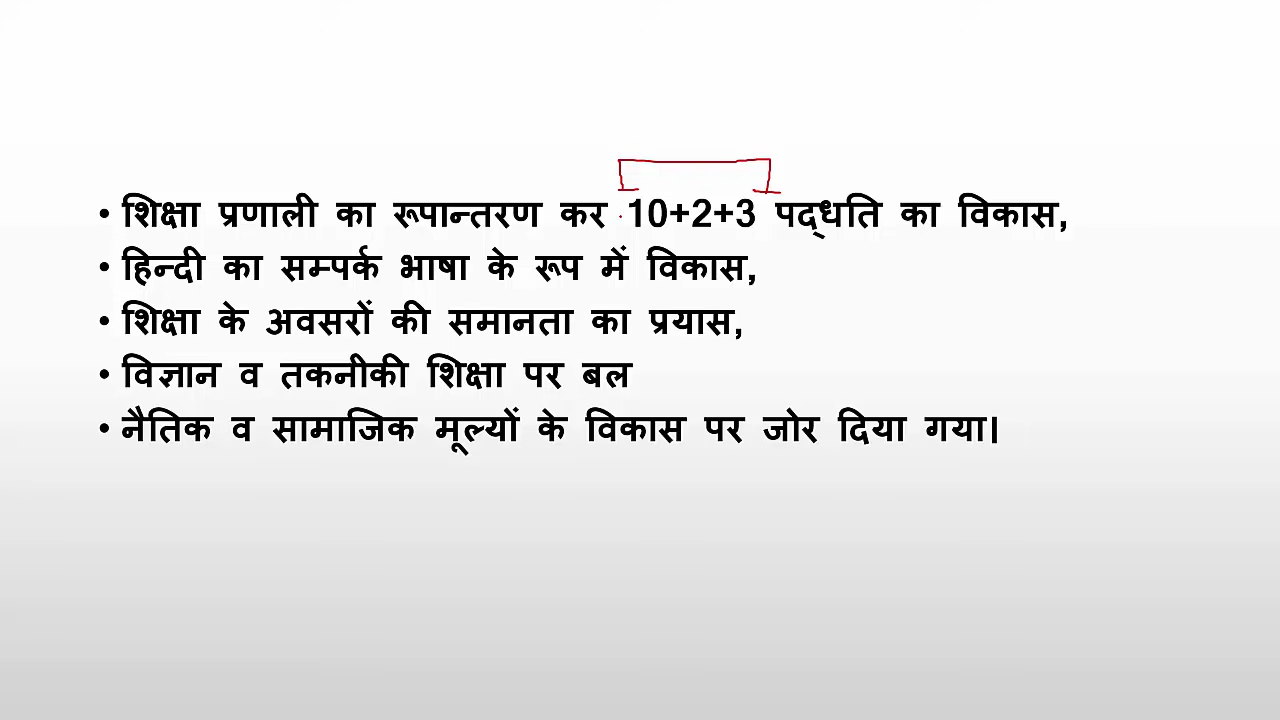 • शिक्षा प्रणाली का रूपान्तरण कर 10+2+3 पद्धति का विकास,
• हिन्दी का सम्पर्क भाषा के रूप में विकास,
• शिक्षा के अवसरों की समानता का प्रयास,
• विज्ञान व तकनीकी शिक्षा पर बल
• नैतिक व सामाजिक मूल्यों के विकास पर जोर दिया गया।